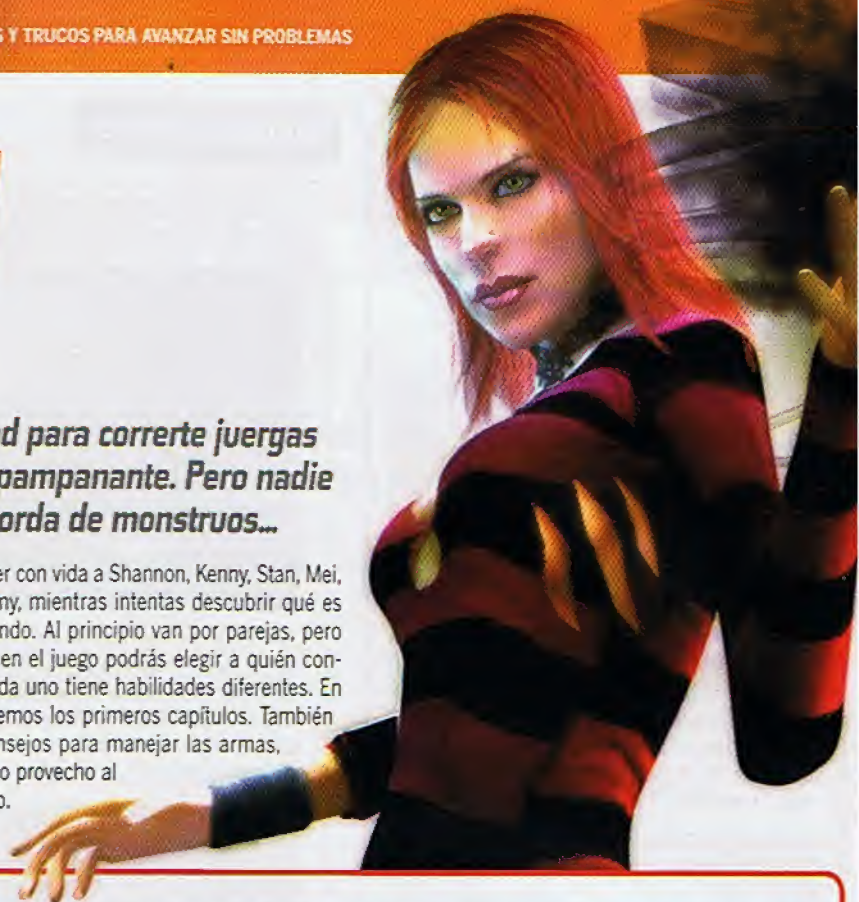 S Y TRUCOS PARA AVANZAR SIN PROBLEMAS
d para correrte juergas
pampanante. Pero nadie
orda de monstruos...
er con vida a Shannon, Kenny, Stan, Mei,
my, mientras intentas descubrir qué es
ndo. Al principio van por parejas, pero
en el juego podrás elegir a quién con-
da uno tiene habilidades diferentes. En
emos los primeros capítulos. También
nsejos para manejar las armas,
o provecho al
o.